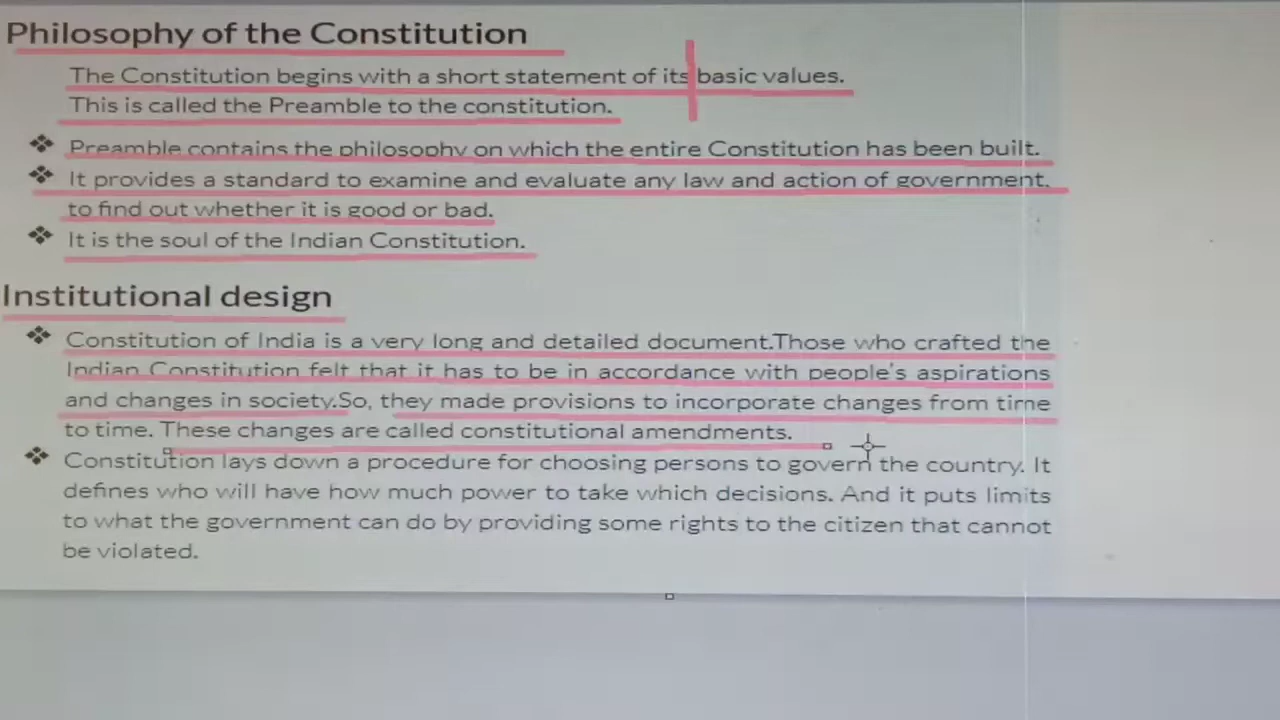 Philosophy of the Constitution
The Constitution begins with a short statement of its basic values.
This is called the Preamble to the constitution.
❖ Preamble contains the philosophy on which the entire Constitution has been built.
❖ It provides a standard to examine and evaluate any law and action of government,
to find out whether it is good or bad.
❖ It is the soul of the Indian Constitution.
Institutional design
❖ Constitution of India is a very long and detailed document.Those who crafted the
Indian Constitution felt that it has to be in accordance with people's aspirations
and changes in society.So, they made provisions to incorporate changes from time
to time. These changes are called constitutional amendments.
❖ Constitution lays down a procedure for choosing persons to govern the country. It
defines who will have how much power to take which decisions. And it puts limits
to what the government can do by providing some rights to the citizen that cannot
be violated.